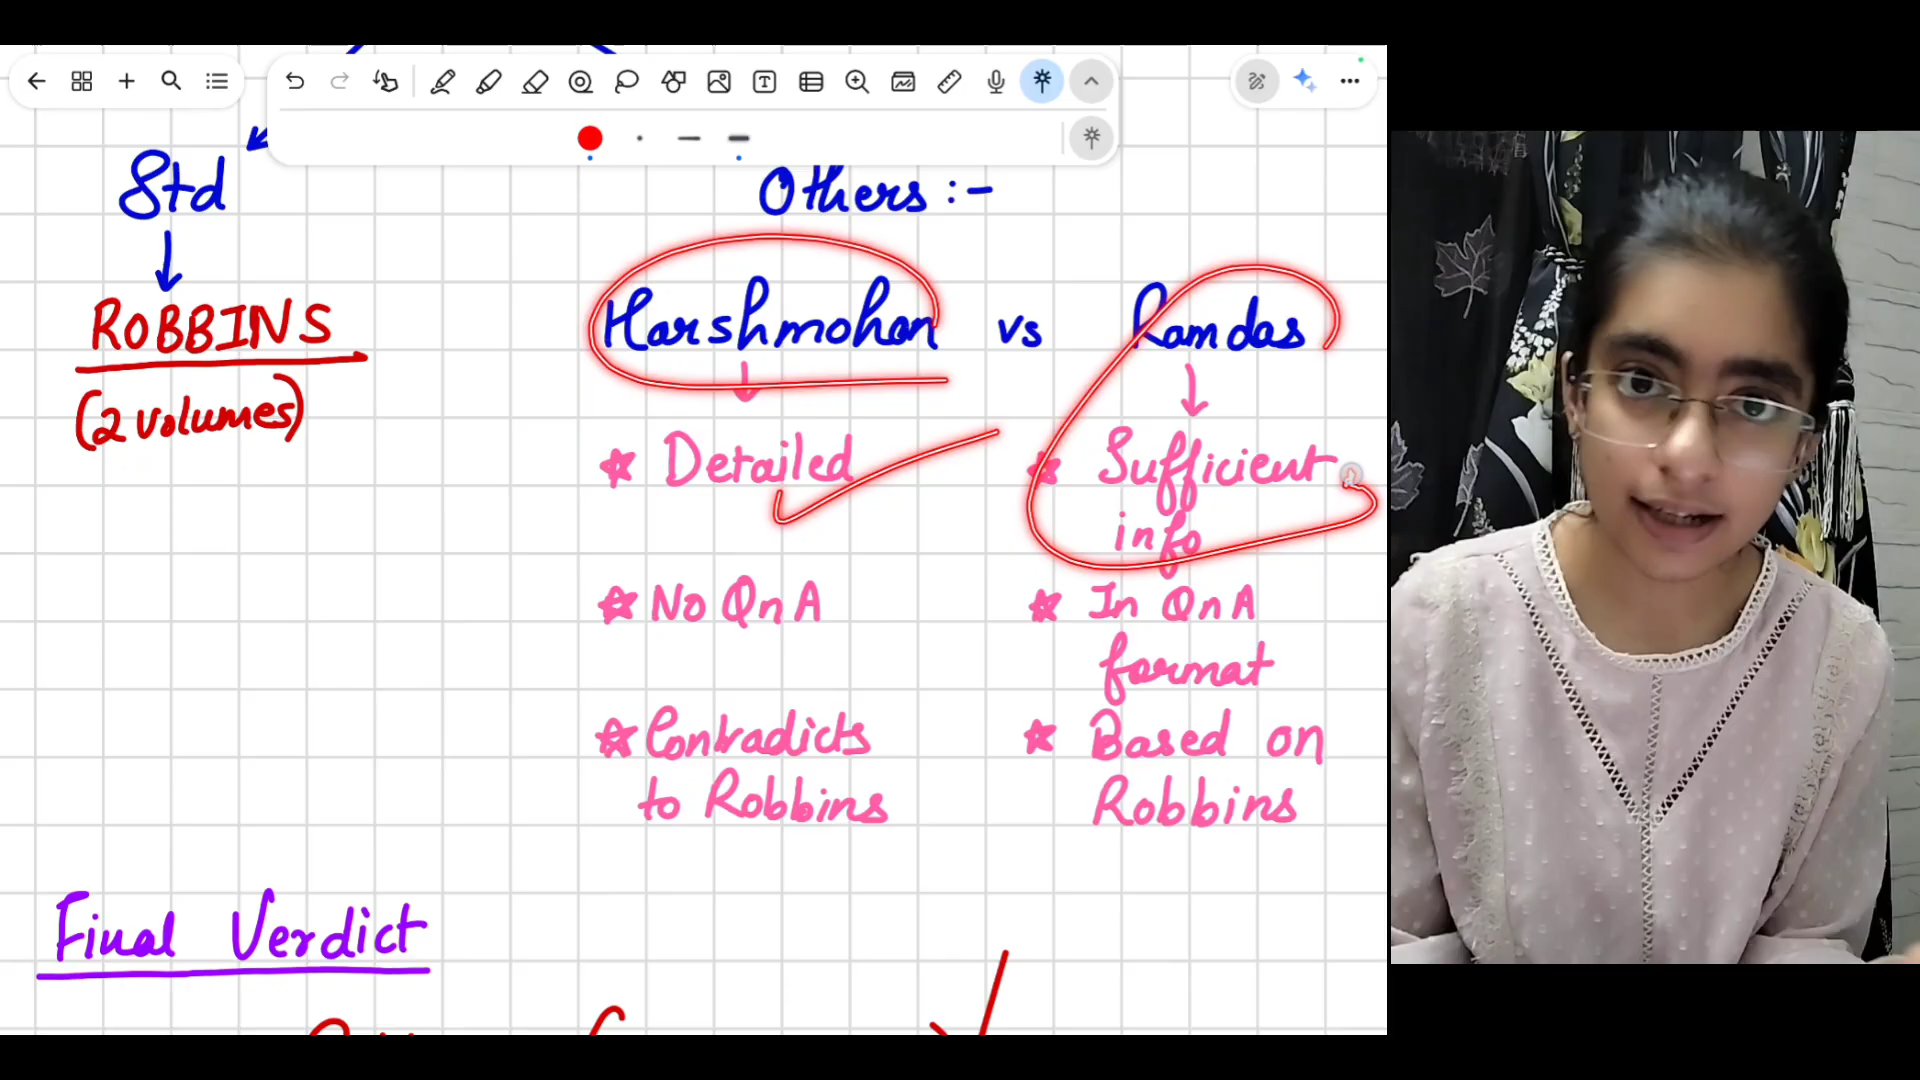 Std
ROBBINS
(2 volumes)
Others :-
Harshmohan vs Ramdas
* Detailed
* No QnA
* Contradicts
to Robbins
* Sufficient
info
* In QnA
format
* Based on
Robbins
Final Verdict